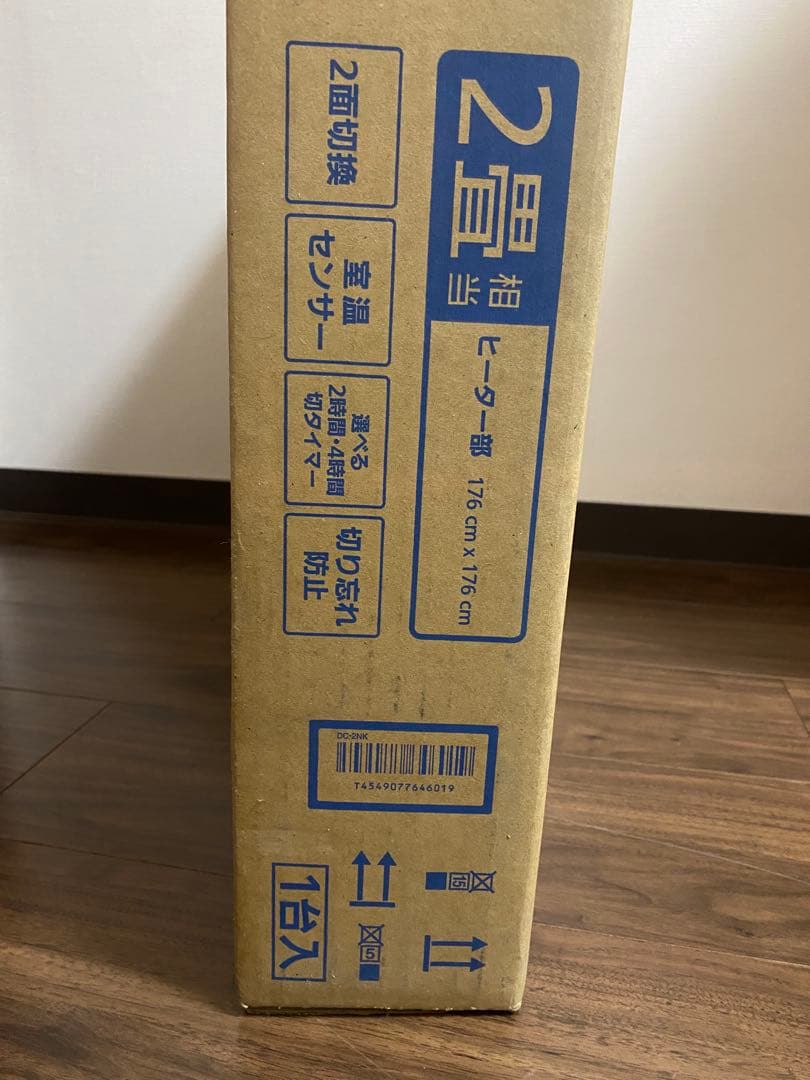 2畳
相当
ヒーター部 176 cm x 176 cm
2面切換
室温
センサー
選べる
2時間・4時間
切タイマー
切り忘れ
防止
DC-2NK
T4549077646019
15
5
1台入